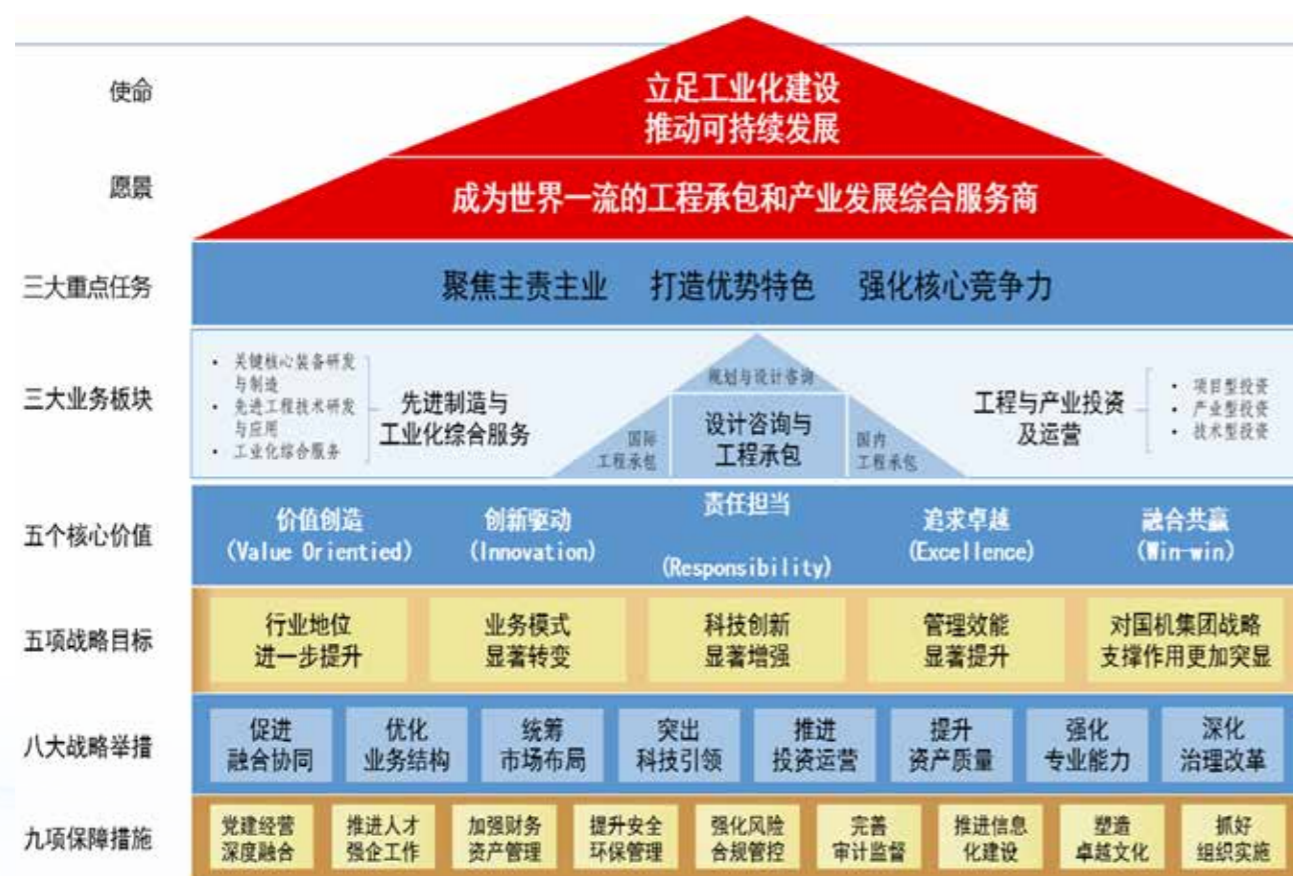 使命
立足工业化建设
推动可持续发展
愿景
成为世界一流的工程承包和产业发展综合服务商
三大重点任务
聚焦主责主业 打造优势特色 强化核心竞争力
三大业务板块
• 关键核心装备研发
与制造
• 先进工程技术研发
与应用
• 工业化综合服务
先进制造与
工业化综合服务
规划与设计咨询
国际
工程承包
设计咨询与
工程承包
国内
工程承包
工程与产业投资
及运营
• 项目型投资
• 产业型投资
• 技术型投资
五个核心价值
价值创造
(Value Orientied)
创新驱动
(Innovation)
责任担当
(Responsibility)
追求卓越
(Excellence)
融合共赢
(Win-win)
五项战略目标
行业地位
进一步提升
业务模式
显著转变
科技创新
显著增强
管理效能
显著提升
对国机集团战略
支撑作用更加突显
八大战略举措
促进
融合协同
优化
业务结构
统筹
市场布局
突出
科技引领
推进
投资运营
提升
资产质量
强化
专业能力
深化
治理改革
九项保障措施
党建经营
深度融合
推进人才
强企工作
加强财务
资产管理
提升安全
环保管理
强化风险
合规管控
完善
审计监督
推进信息
化建设
塑造
卓越文化
抓好
组织实施